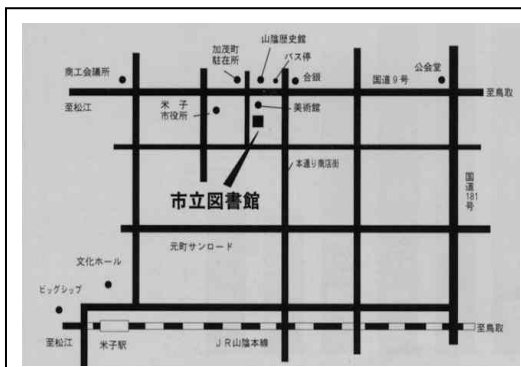 加茂町
駐在所
山陰歴史館
バス停
商工会議所
合銀
国道9号
公会堂
至松江
至鳥取
米子
市役所
美術館
本通り商店街
国道181号
市立図書館
元町サンロード
文化ホール
ビッグシップ
至鳥取
至松江
米子駅
JR山陰本線